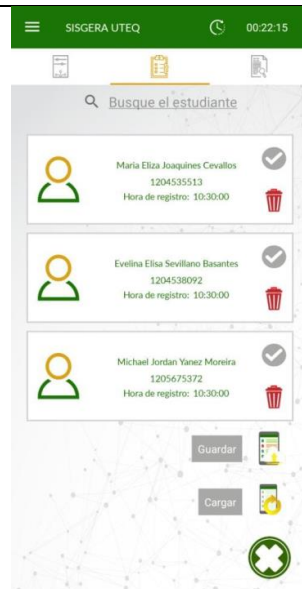 SISGERA UTEQ 00:22:15
Busque el estudiante
Maria Eliza Joaquines Cevallos
1204535513
Hora de registro: 10:30:00
Evelina Elisa Sevillano Basantes
1204538092
Hora de registro: 10:30:00
Michael Jordan Yanez Moreira
1205675372
Hora de registro: 10:30:00
Guardar
Cargar